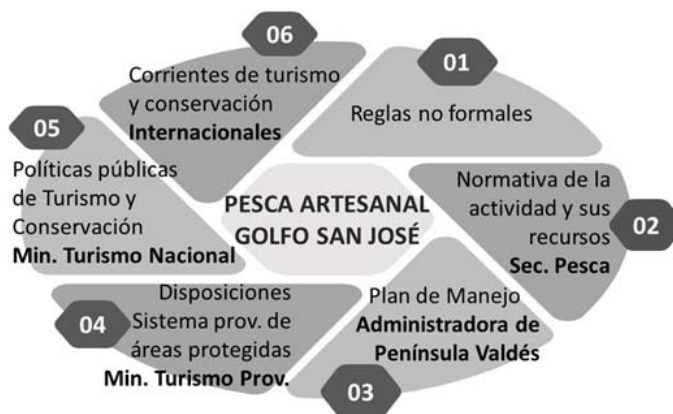 06
Corrientes de turismo
y conservación
Internacionales
01
Reglas no formales
05
Políticas públicas
de Turismo y
Conservación
Min. Turismo Nacional
PESCA ARTESANAL
GOLFO SAN JOSÉ
Normativa de la
actividad y sus
recursos
Sec. Pesca
02
04
Disposiciones
Sistema prov. de
áreas protegidas
Min. Turismo Prov.
Plan de Manejo
Administradora de
Península Valdés
03